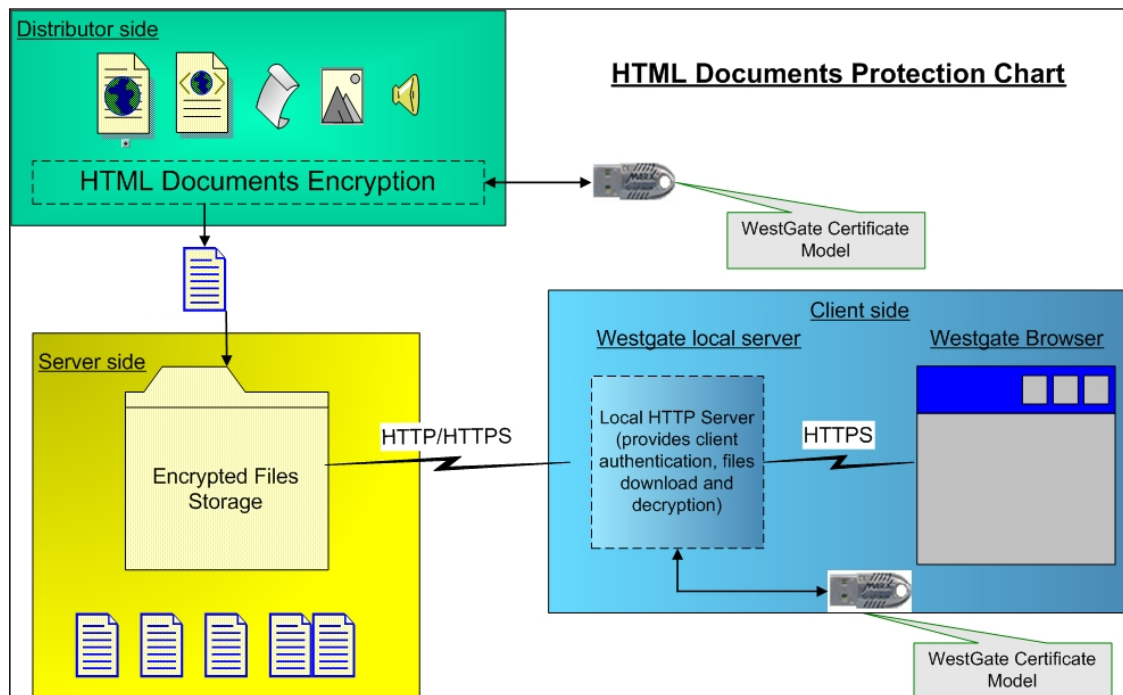 Distributor side
HTML Documents Protection Chart
HTML Documents Encryption
WestGate Certificate
Model
Server side
Encrypted Files
Storage
HTTP/HTTPS
Client side
Westgate local server
Westgate Browser
Local HTTP Server
(provides client
authentication, files
download and
decryption)
HTTPS
WestGate Certificate
Model